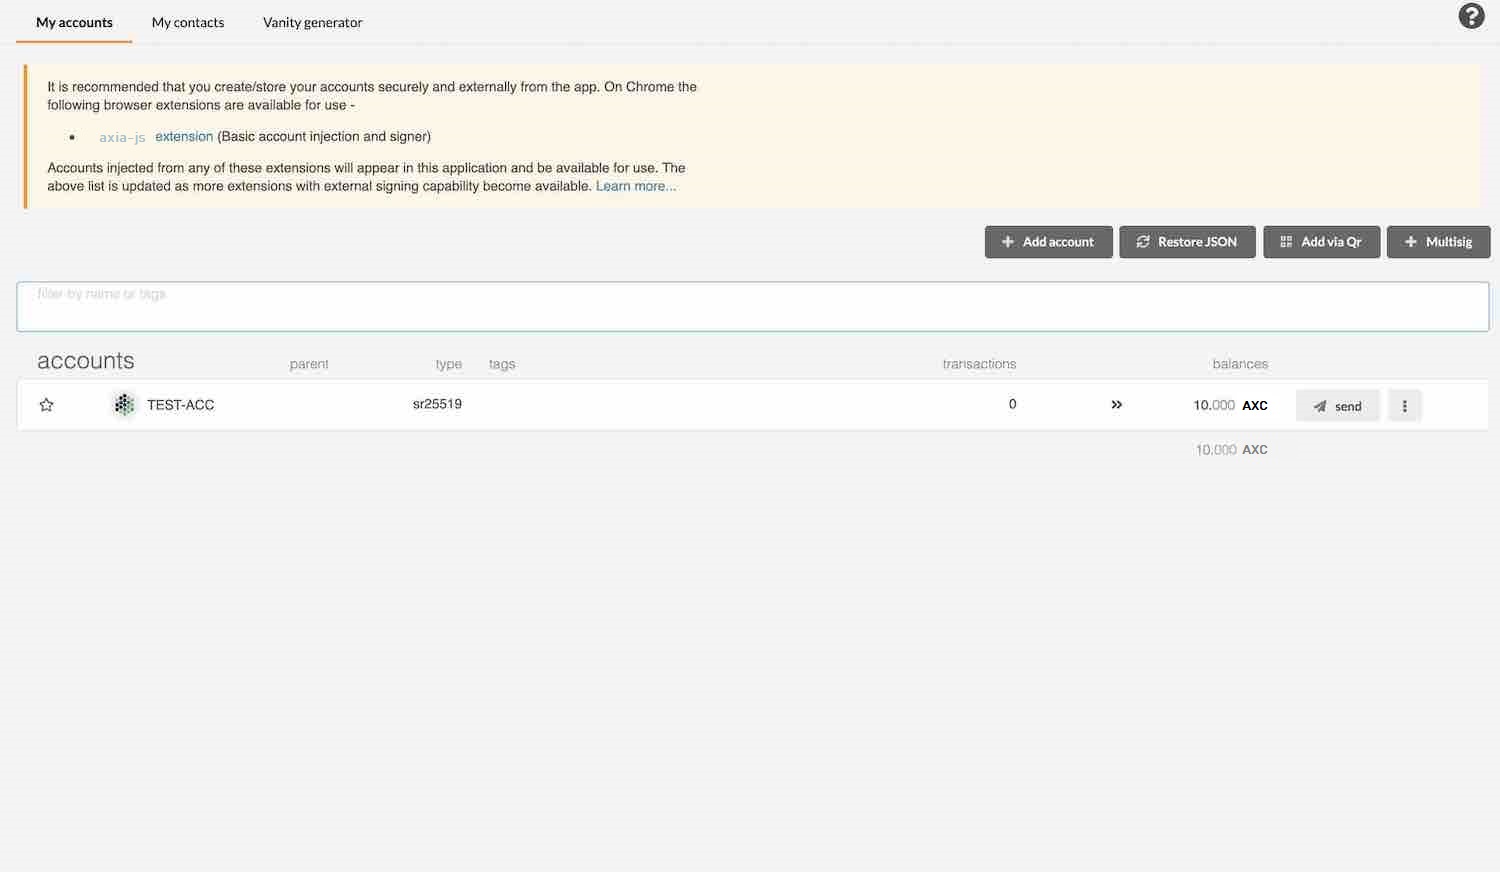 My accounts My contacts Vanity generator ?
It is recommended that you create/store your accounts securely and externally from the app. On Chrome the
following browser extensions are available for use -
• axia-js extension (Basic account injection and signer)
Accounts injected from any of these extensions will appear in this application and be available for use. The
above list is updated as more extensions with external signing capability become available. Learn more...
Add account Restore JSON Add via Qr Multisig
filter by name or tags
accounts parent type tags transactions balances
TEST-ACC sr25519 0 10.000 AXC send
10.000 AXC